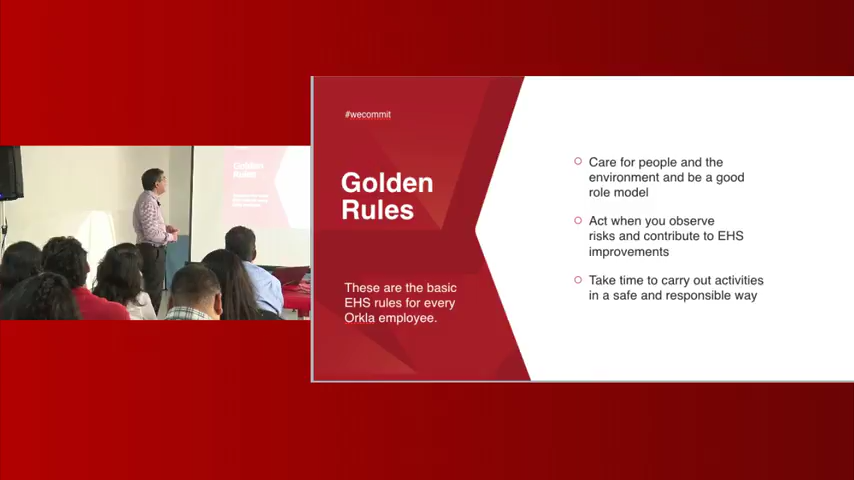 #wecommit
Golden
Rules
These are the basic
EHS rules for every
Orkla employee.
Care for people and the
environment and be a good
role model
Act when you observe
risks and contribute to EHS
improvements
Take time to carry out activities
in a safe and responsible way
Golden
Rules